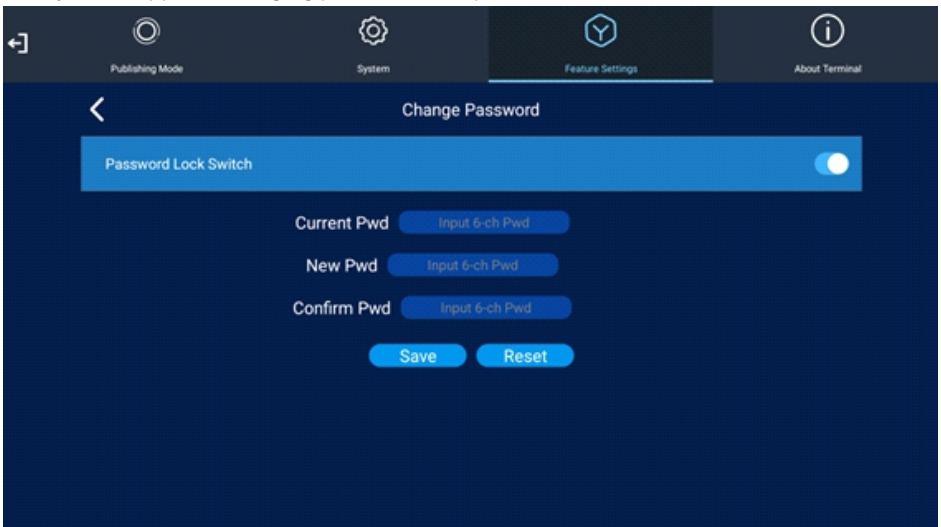 Publishing Mode System Feature Settings About Terminal
Change Password
Password Lock Switch
Current Pwd Input 6-ch Pwd
New Pwd Input 6-ch Pwd
Confirm Pwd Input 6-ch Pwd
Save Reset